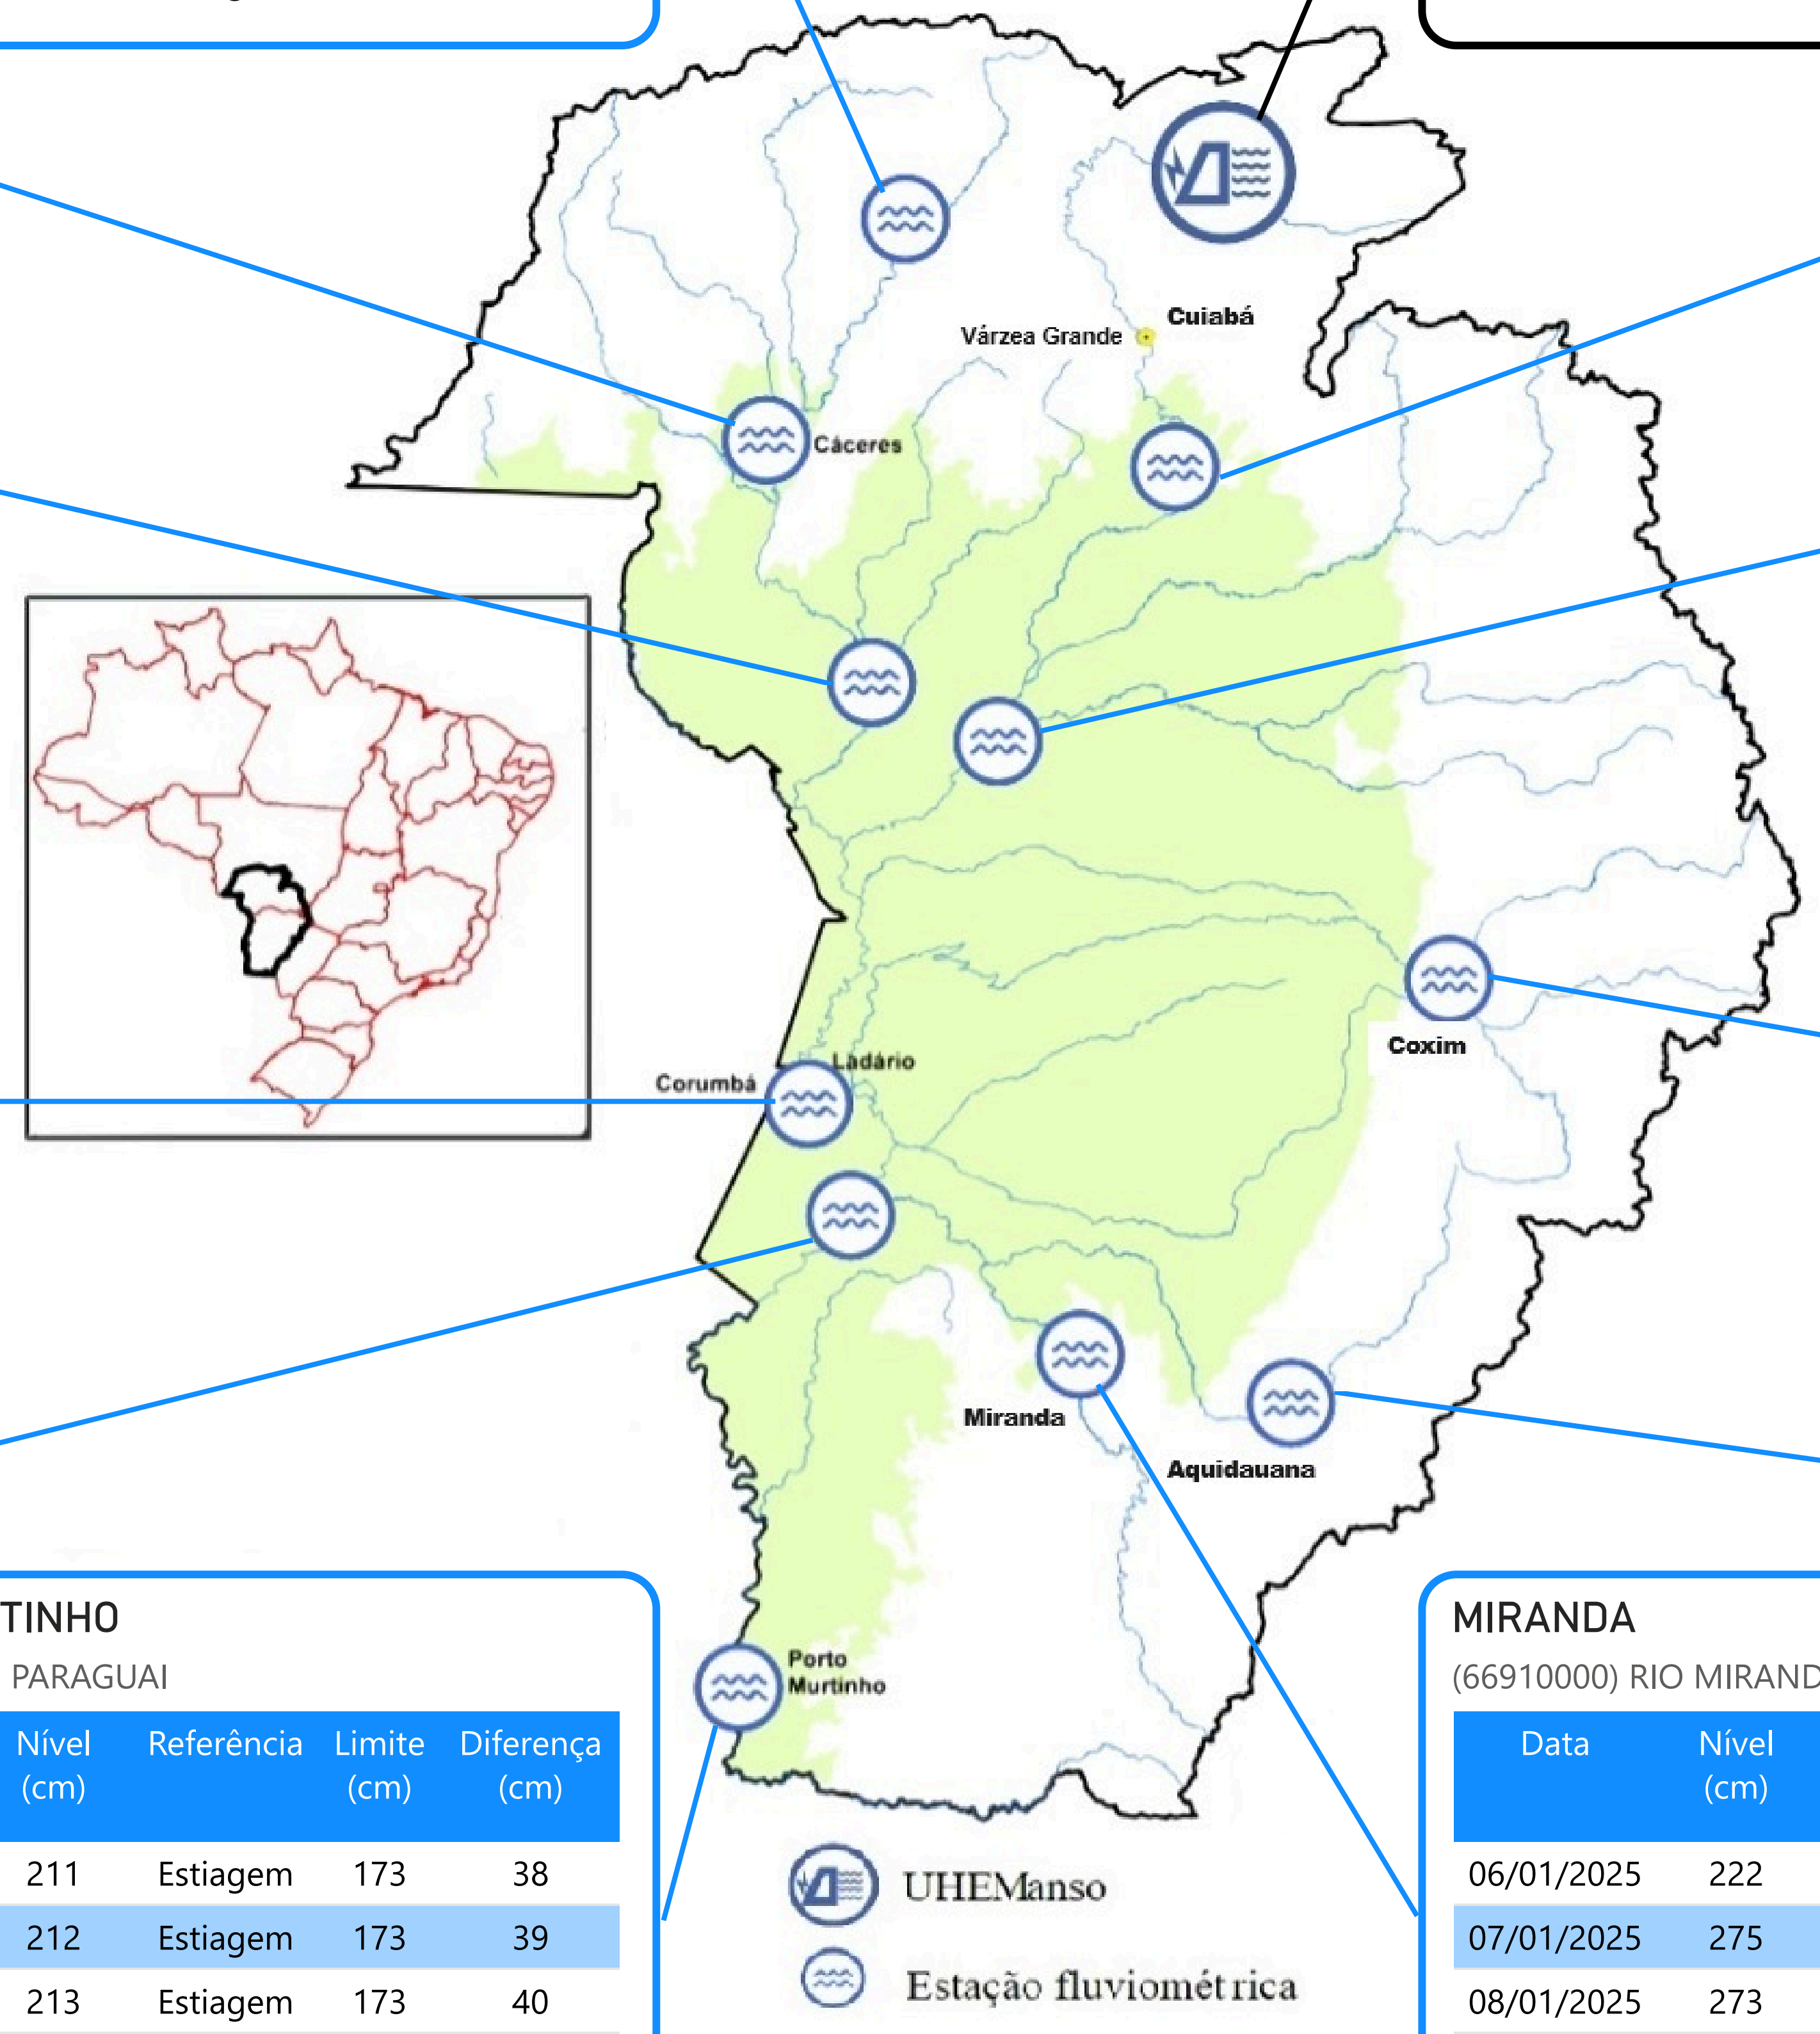 Cuiabá
Várzea Grande
Cáceres
Coxim
Ladário
Corumbá
Miranda
Aquidauana
Porto
Murtinho
TINHO
PARAGUAI
Nível (cm) Referência Limite (cm) Diferença (cm)
211 Estiagem 173 38
212 Estiagem 173 39
213 Estiagem 173 40
UHEManso
Estação fluviométrica
MIRANDA
(66910000) RIO MIRAND
Data Nível (cm)
06/01/2025 222
07/01/2025 275
08/01/2025 273